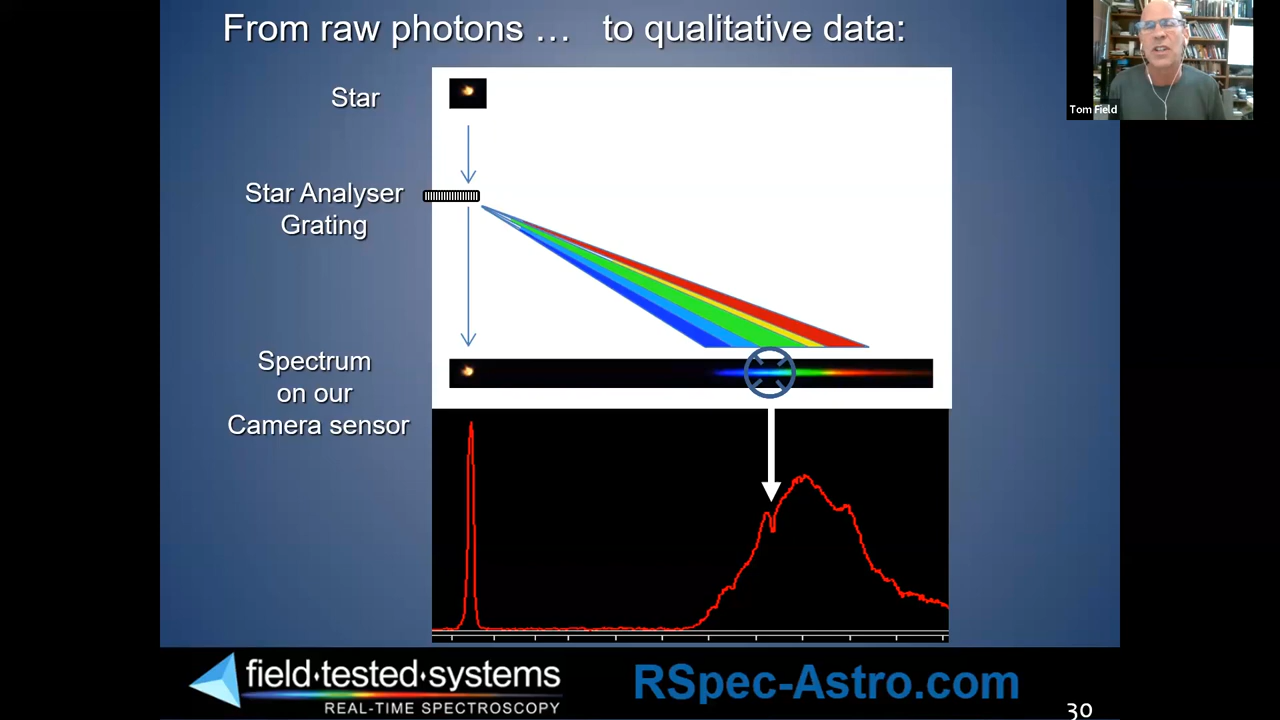 From raw photons … to qualitative data:
Tom Field
Star
Star Analyser
Grating
Spectrum
on our
Camera sensor
field·tested·systems
REAL-TIME SPECTROSCOPY
RSpec-Astro.com
30